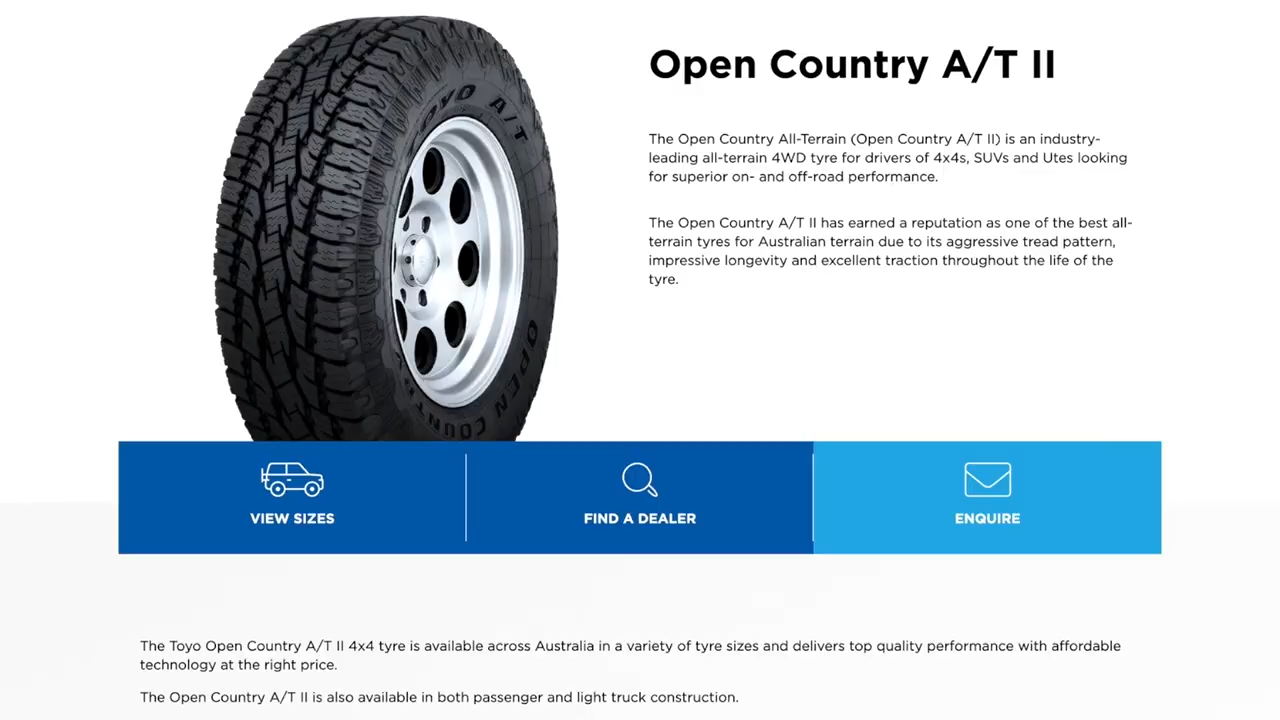 TOYO A/T
OPEN COUNTRY
Open Country A/T II
The Open Country All-Terrain (Open Country A/T II) is an industry-
leading all-terrain 4WD tyre for drivers of 4x4s, SUVs and Utes looking
for superior on- and off-road performance.
The Open Country A/T II has earned a reputation as one of the best all-
terrain tyres for Australian terrain due to its aggressive tread pattern,
impressive longevity and excellent traction throughout the life of the
tyre.
VIEW SIZES
FIND A DEALER
ENQUIRE
The Toyo Open Country A/T II 4x4 tyre is available across Australia in a variety of tyre sizes and delivers top quality performance with affordable
technology at the right price.
The Open Country A/T II is also available in both passenger and light truck construction.